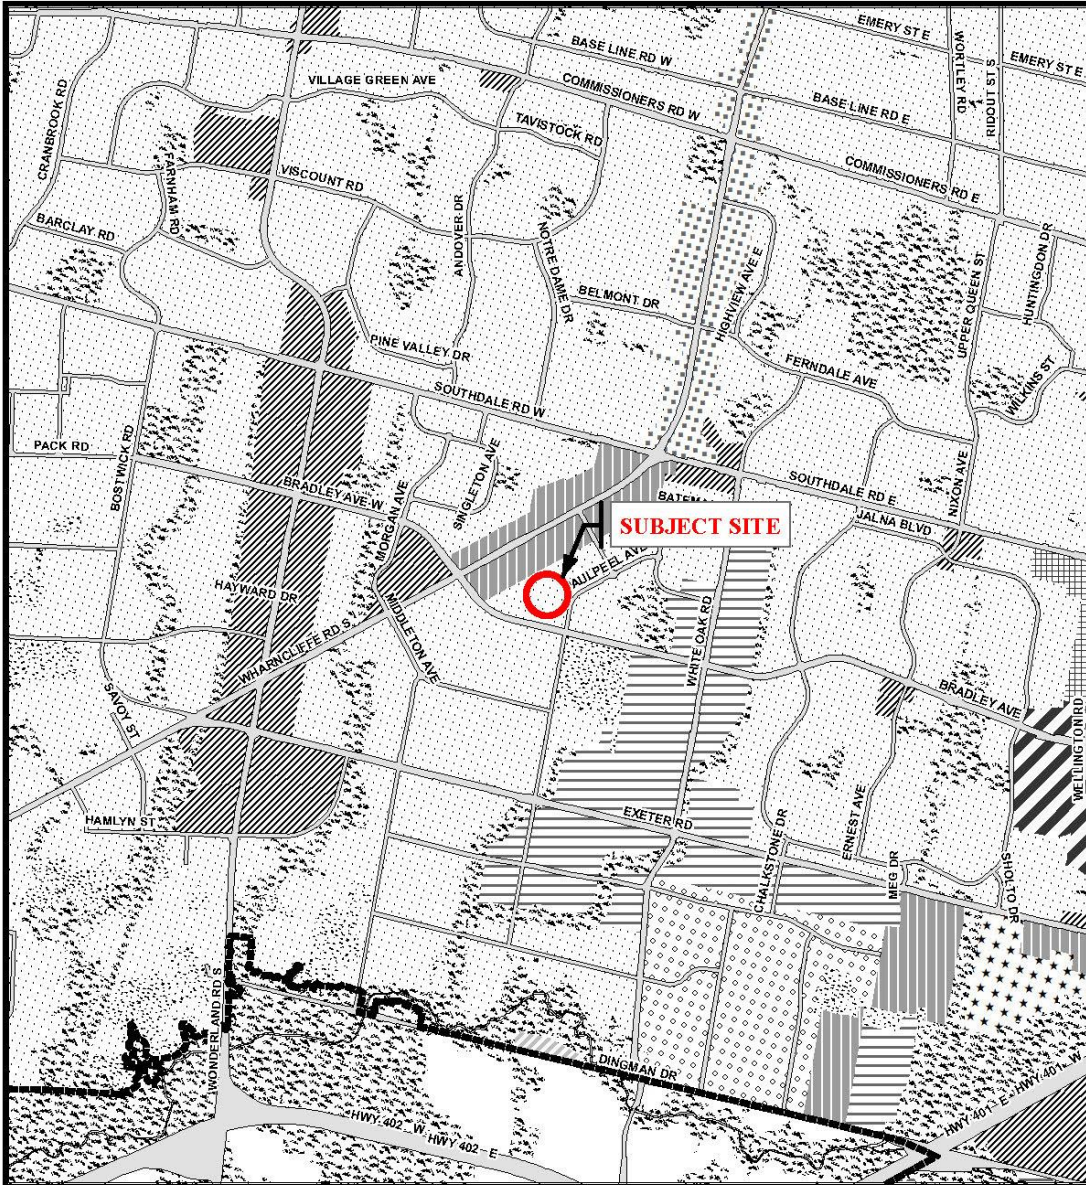 EMERY ST E
WORTLEY RD
RIDOUT ST S
EMERY ST E
BASE LINE RD W
CRANBROOK RD
VILLAGE GREEN AVE
COMMISSIONERS RD W
BASE LINE RD E
TAVISTOCK RD
FARNHAM RD
VISCOUNT RD
COMMISSIONERS RD E
BARCLAY RD
ANDOVER DR
NOTRE DAME DR
HIGHVIEW AVE E
UPPER QUEEN ST
HUNTINGDON DR
BELMONT DR
PINE VALLEY DR
FERNDALE AVE
WILKINS ST
SOUTHDALE RD W
PACK RD
BOSTWICK RD
BRADLEY AVE W
MORGAN AVE
SINGLETON AVE
SOUTHDALE RD E
NIXON AVE
JALNA BLVD
SUBJECT SITE
HAYWARD DR
MIDDLETON AVE
WHARNCLIFFE RD S
WHITE OAK RD
BRADLEY AVE
WELLINGTON RD
SAVOY ST
HAMLYN ST
EXETER RD
CHALKSTONE DR
ERNEST AVE
MEG DR
SHOLTO DR
WONDERLAND RD S
DINGMAN DR
HWY 402 W
HWY 402 E
HWY 401 E
HWY 401 W